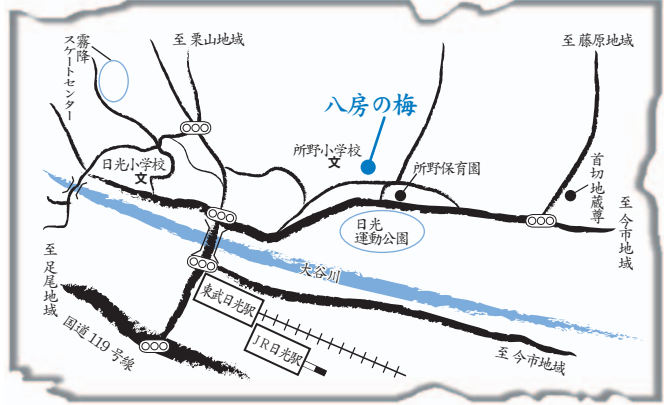 霧降
スケートセンター
至 栗山地域
至 藤原地域
八房の梅
日光小学校
文
所野小学校
文
所野保育園
首切地蔵尊
日光
運動公園
至 今市地域
大谷川
至 足尾地域
東武日光駅
国道119号線
JR日光駅
至 今市地域